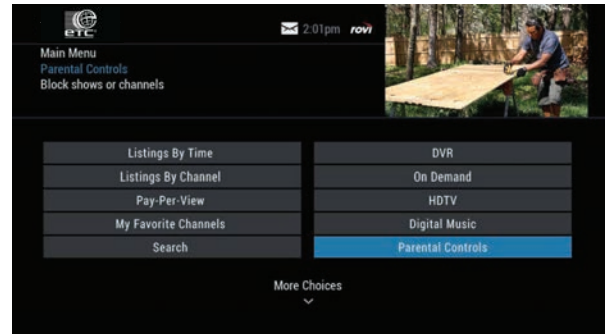 etc
2:01pm rovi
Main Menu
Parental Controls
Block shows or channels
Listings By Time
DVR
Listings By Channel
On Demand
Pay-Per-View
HDTV
My Favorite Channels
Digital Music
Search
Parental Controls
More Choices